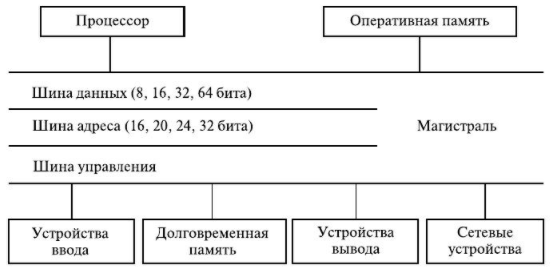 Процессор
Оперативная память
Шина данных (8, 16, 32, 64 бита)
Шина адреса (16, 20, 24, 32 бита)
Магистраль
Шина управления
Устройства
ввода
Долговременная
память
Устройства
вывода
Сетевые
устройства